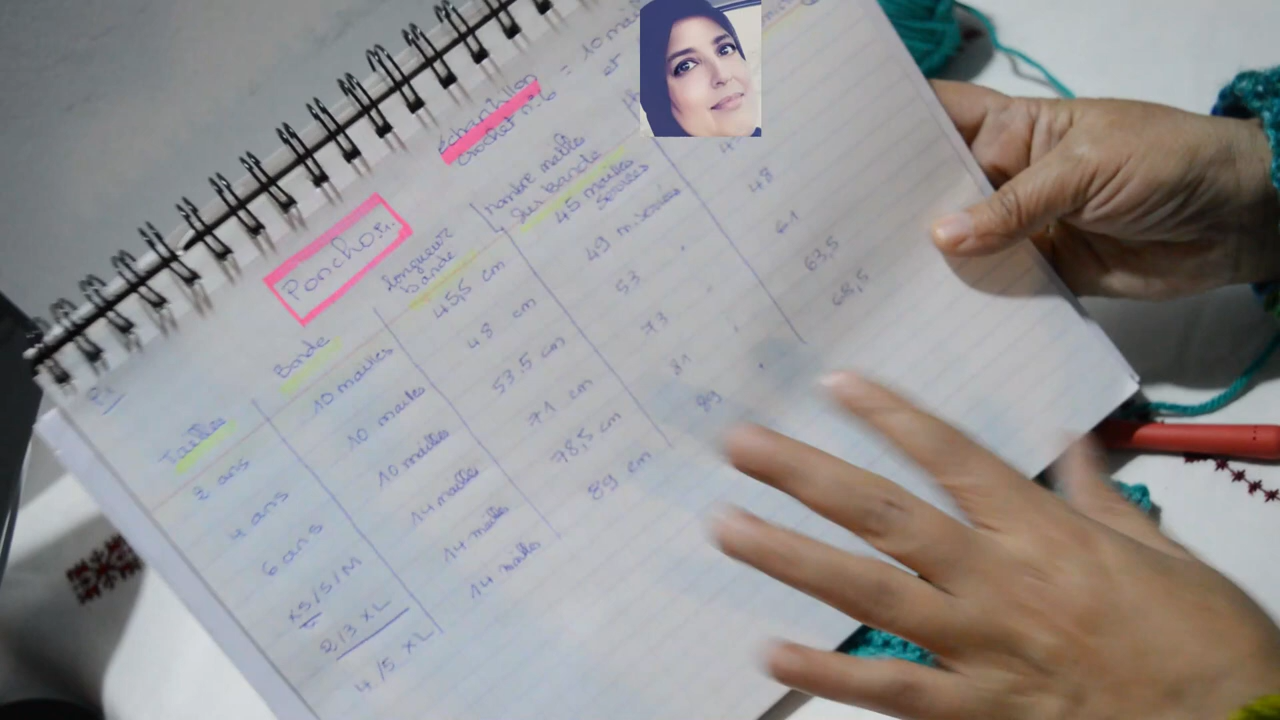 échantillon = 10 mailles
crochet n°6 et
Poncho
Tailles Bande longueur bande nombre maille sur bande
2 ans 10 mailles 45,5 cm 45 mailles serrées
4 ans 10 mailles 48 cm 49 m. serrées 48
6 ans 10 mailles 53.5 cm 53
XS/S/M 14 mailles 71 cm 73 61
2/3 XL 14 mailles 78,5 cm 81 63,5
4/5 XL 14 mailles 89 cm 89 68,5